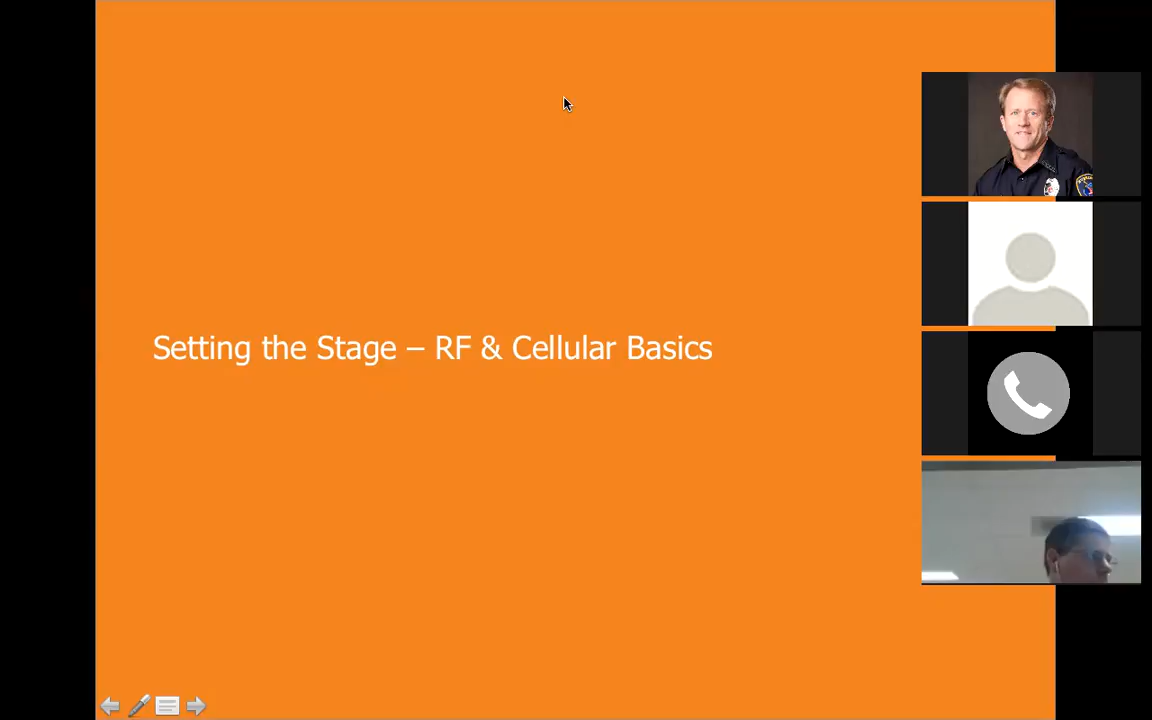 Setting the Stage – RF & Cellular Basics